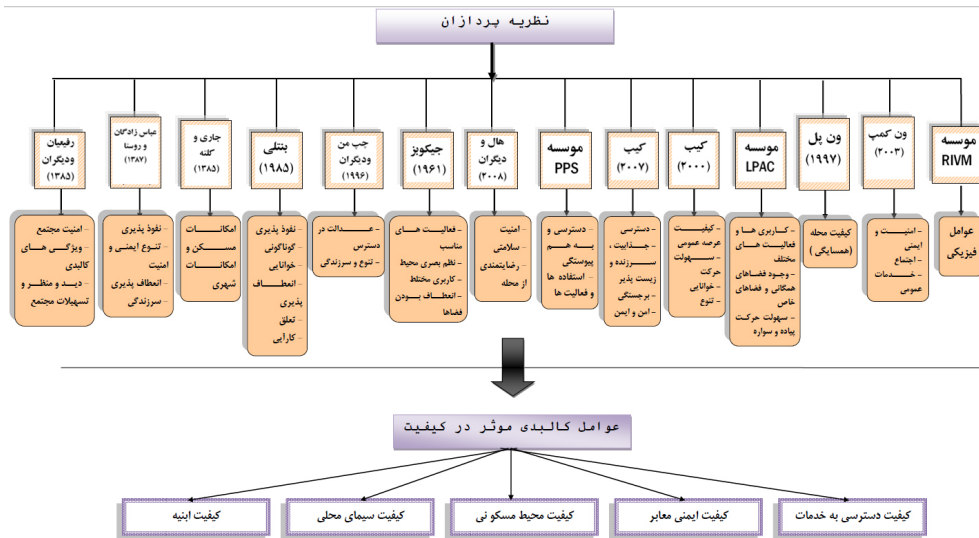 نظریه پردازان
موسسه
RIVM
عوامل
فیزیکی
ون کمپ
(۲۰۰۳)
- امنیت و
ایمنی
- اجتماع
- خدمات
عمومی
ون پل
(۱۹۹۷)
کیفیت محله
(همسایگی)
موسسه
LPAC
- کاربری ها و
فعالیت های
مختلف
- وجود فضاهای
همگانی و فضاهای
خاص
- سهولت حرکت
پیاده و سواره
کیپ
(۲۰۰۰)
- کیفیت
عرصه عمومی
- سهولت
حرکت
- خوانایی
- تنوع
کیپ
(۲۰۰۷)
- دسترسی
- جذابیت ،
سرزنده و
زیست پذیر
- برجستگی
- امن و ایمن
موسسه
PPS
- دسترسی و
به هم
پیوستگی
- استفاده ها
و فعالیت ها
هال و
دیگران
(۲۰۰۸)
امنیت
- سلامتی
- رضایتمندی
از محله
جیکوبز
(۱۹۶۱)
- فعالیت های
مناسب
- نظم بصری محیط
- کاربری مختلط
- انعطاف بودن
فضاها
چپ من
ودیگران
(۱۹۹۶)
- عدالت در
دسترس
- تنوع و سرزندگی
بنتلی
(۱۹۸۵)
- نفوذ پذیری
گوناگونی
- خوانایی
- انعطاف
پذیری
- تعلق
- کارآیی
جاری و
کلته
(۱۳۸۵)
امکانات
مسکن و
امکانات
شهری
عباس زادگان
و روستا
(۱۳۸۷)
نفوذ پذیری
- تنوع ایمنی و
امنیت
- انعطاف پذیری
- سرزندگی
رفیعیان
ودیگران
(۱۳۸۵)
- امنیت مجتمع
- ویژگی های
کالبدی
- دید و منظر و
تسهیلات مجتمع
عوامل کالبدی موثر در کیفیت
کیفیت دسترسی به خدمات
کیفیت ایمنی معابر
کیفیت محیط مسکونی
کیفیت سیمای محلی
کیفیت ابنیه